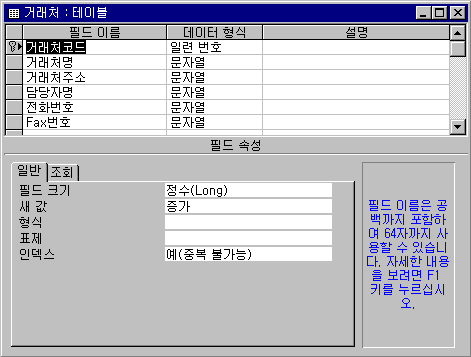 거래처 : 테이블
필드 이름 데이터 형식 설명
거래처코드 일련 번호
거래처명 문자열
거래처주소 문자열
담당자명 문자열
전화번호 문자열
Fax번호 문자열
필드 속성
일반 조회
필드 크기 정수(Long)
새 값 증가
형식
표제
인덱스 예(중복 불가능)
필드 이름은 공
백까지 포함하
여 64자까지 사
용할 수 있습니
다. 자세한 내용
을 보려면 F1
키를 누르십시
오.